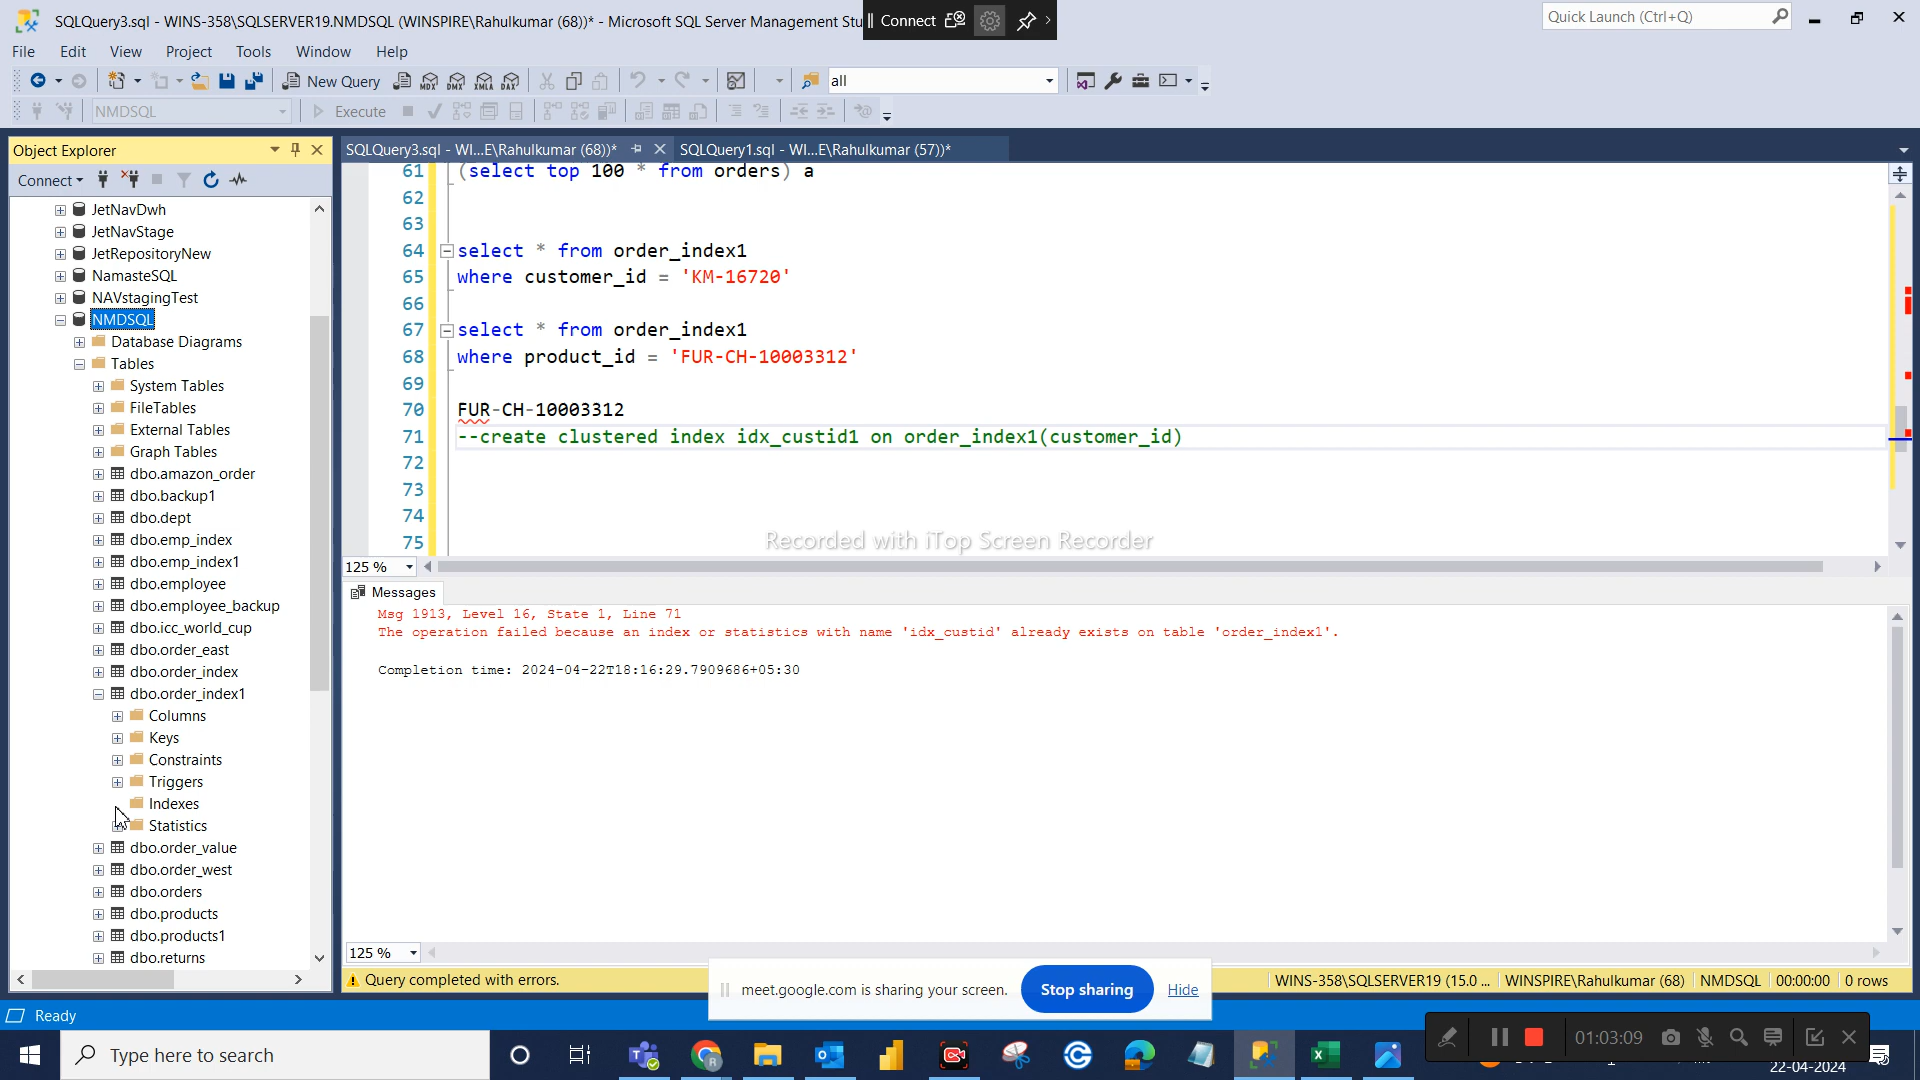 SQLQuery3.sql - WINS-358\SQLSERVER19.NMDSQL (WINSPIRE\Rahulkumar (68))* - Microsoft SQL Server Management Stu
Connect
Quick Launch (Ctrl+Q)
File Edit View Project Tools Window Help
New Query
MDX DMX XMLA DAX
all
NMDSQL
Execute
Object Explorer
Connect
JetNavDwh
JetNavStage
JetRepositoryNew
NamasteSQL
NAVstagingTest
NMDSQL
Database Diagrams
Tables
System Tables
FileTables
External Tables
Graph Tables
dbo.amazon_order
dbo.backup1
dbo.dept
dbo.emp_index
dbo.emp_index1
dbo.employee
dbo.employee_backup
dbo.icc_world_cup
dbo.order_east
dbo.order_index
dbo.order_index1
Columns
Keys
Constraints
Triggers
Indexes
Statistics
dbo.order_value
dbo.order_west
dbo.orders
dbo.products
dbo.products1
dbo.returns
SQLQuery3.sql - WI...E\Rahulkumar (68))*
SQLQuery1.sql - WI...E\Rahulkumar (57))*
61 (select top 100 * from orders) a
62
63
64 select * from order_index1
65 where customer_id = 'KM-16720'
66
67 select * from order_index1
68 where product_id = 'FUR-CH-10003312'
69
70 FUR-CH-10003312
71 --create clustered index idx_custid1 on order_index1(customer_id)
72
73
74
75
Recorded with iTop Screen Recorder
125 %
Messages
Msg 1913, Level 16, State 1, Line 71
The operation failed because an index or statistics with name 'idx_custid' already exists on table 'order_index1'.
Completion time: 2024-04-22T18:16:29.7909686+05:30
125 %
Query completed with errors.
WINS-358\SQLSERVER19 (15.0 ... WINSPIRE\Rahulkumar (68) NMDSQL 00:00:00 0 rows
meet.google.com is sharing your screen. Stop sharing Hide
Ready
Type here to search
01:03:09
22-04-2024